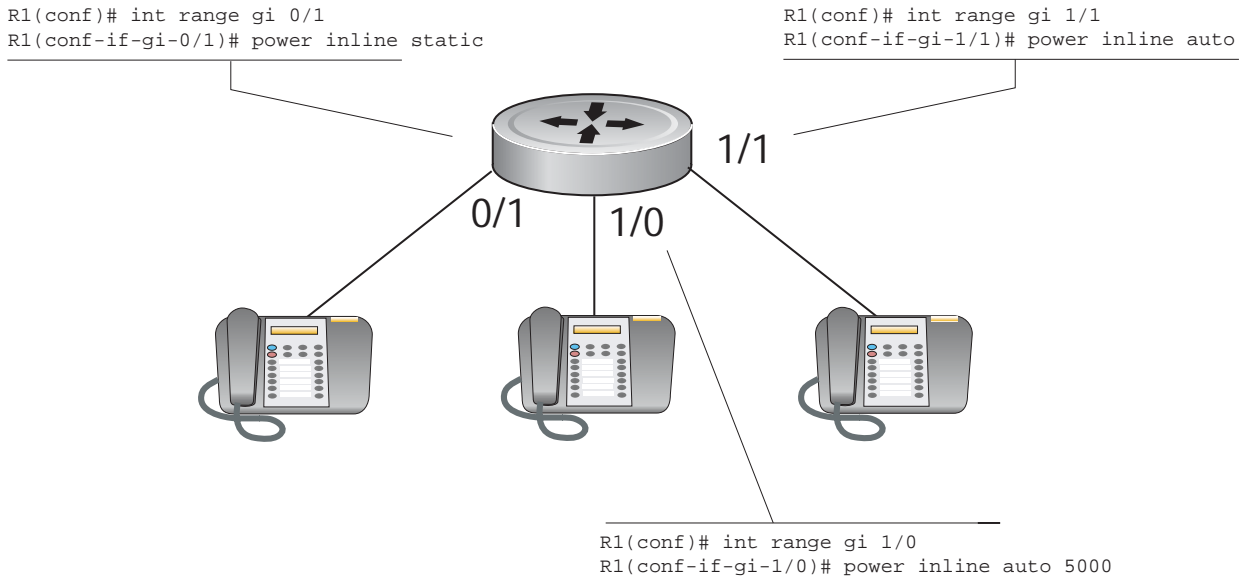 R1(conf)# int range gi 0/1
R1(conf-if-gi-0/1)# power inline static
R1(conf)# int range gi 1/1
R1(conf-if-gi-1/1)# power inline auto
1/1
0/1
1/0
R1(conf)# int range gi 1/0
R1(conf-if-gi-1/0)# power inline auto 5000